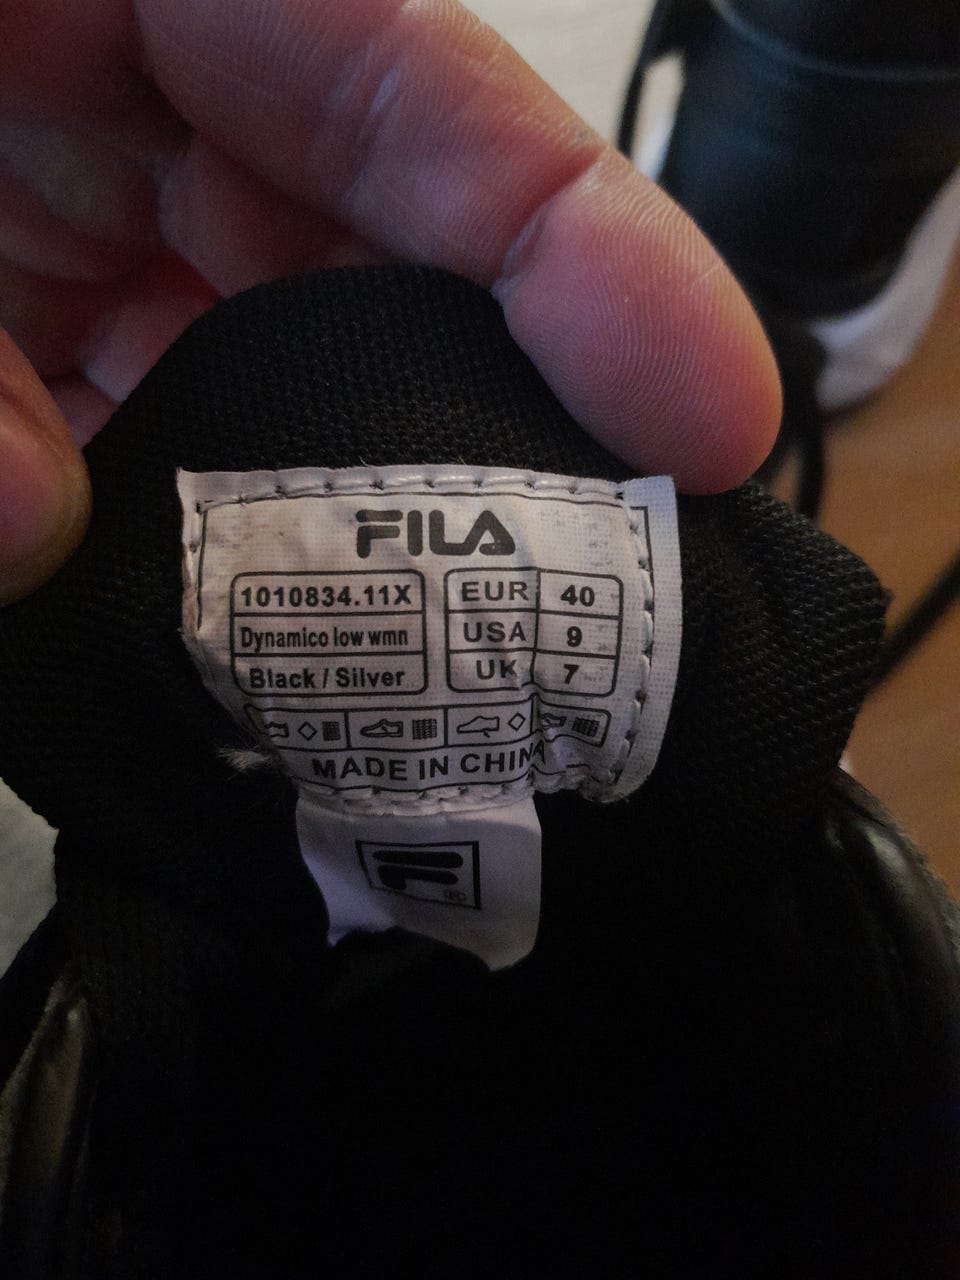 FILA
1010834.11X
Dynamico low wmn
Black / Silver
EUR 40
USA 9
UK 7
MADE IN CHINA
F
®